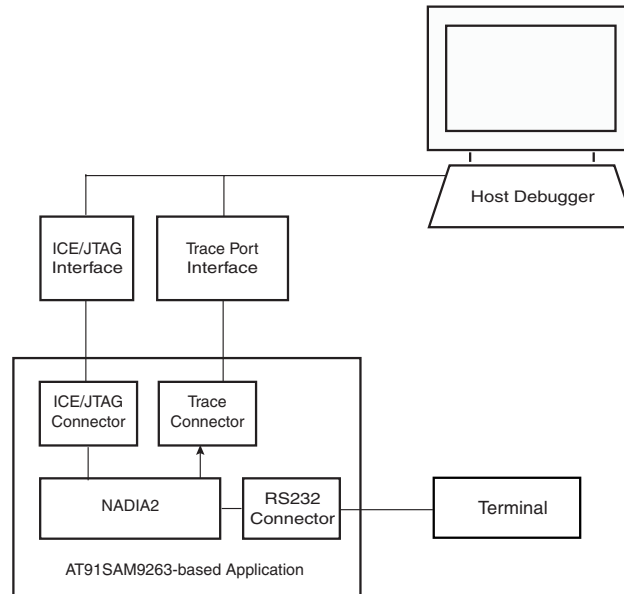 Host Debugger
ICE/JTAG
Interface
Trace Port
Interface
ICE/JTAG
Connector
Trace
Connector
NADIA2
RS232
Connector
Terminal
AT91SAM9263-based Application